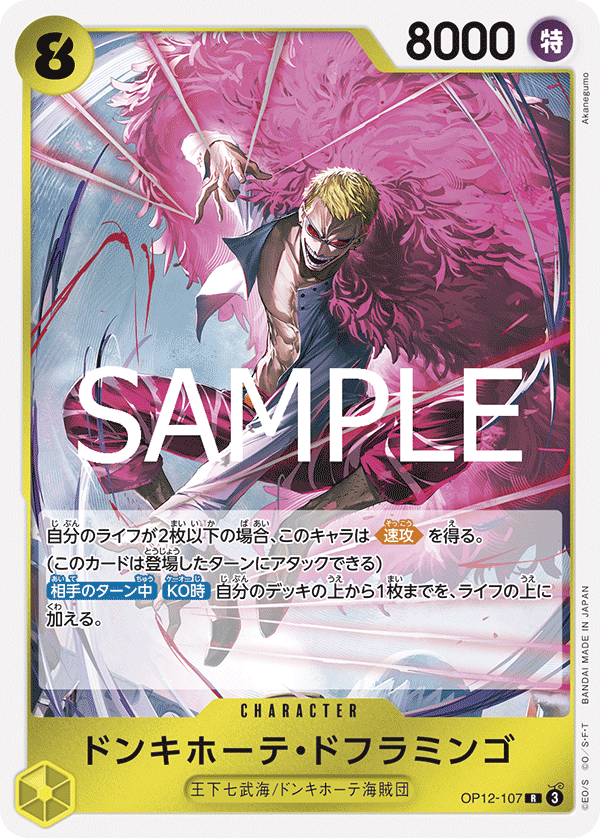 8
8000
特
Akanegumo
SAMPLE
自分のライフが2枚以下の場合、このキャラは 速攻 を得る。
(このカードは登場したターンにアタックできる)
相手のターン中 KO時 自分のデッキの上から1枚までを、ライフの上に
加える。
CHARACTER
ドンキホーテ・ドフラミンゴ
王下七武海/ドンキホーテ海賊団
OP12-107 R 3
©E.O/S. ©O/S・F・T BANDAI MADE IN JAPAN